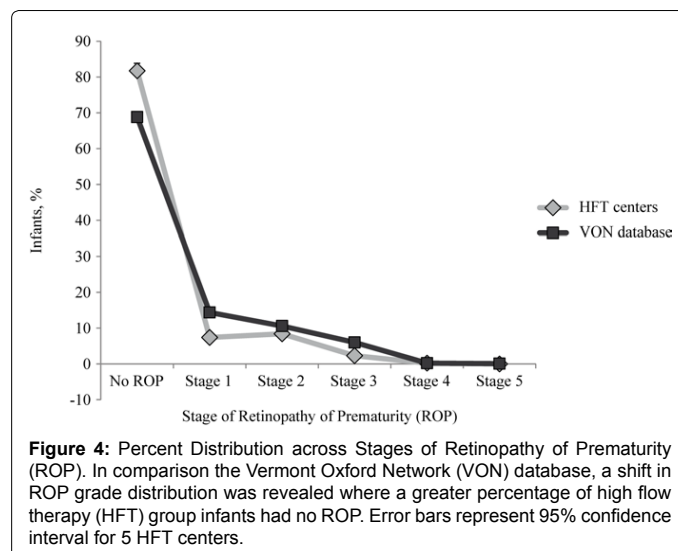 90
80
70
60
50
40
30
20
10
0
-10
Infants, %
No ROP Stage 1 Stage 2 Stage 3 Stage 4 Stage 5
Stage of Retinopathy of Prematurity (ROP)
HFT centers
VON database
Figure 4: Percent Distribution across Stages of Retinopathy of Prematurity
(ROP). In comparison the Vermont Oxford Network (VON) database, a shift in
ROP grade distribution was revealed where a greater percentage of high flow
therapy (HFT) group infants had no ROP. Error bars represent 95% confidence
interval for 5 HFT centers.